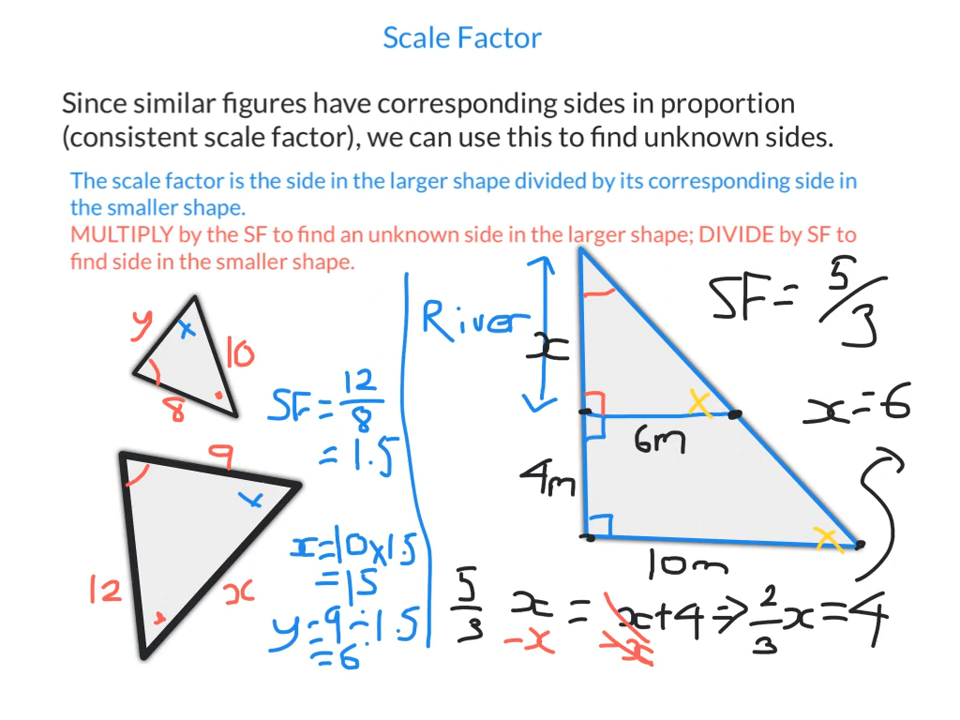 Scale Factor
Since similar figures have corresponding sides in proportion
(consistent scale factor), we can use this to find unknown sides.
The scale factor is the side in the larger shape divided by its corresponding side in
the smaller shape.
MULTIPLY by the SF to find an unknown side in the larger shape; DIVIDE by SF to
find side in the smaller shape.
y
x
10
8
SF = 12/8
= 1.5
9
x
12
x
x = 10 x 1.5
= 15
y = 9 ÷ 1.5
= 6
River
x
SF = 5/3
x
6m
x = 6
4m
x
10m
5/3 x = x + 4 ⇒ 2/3 x = 4
-x -x